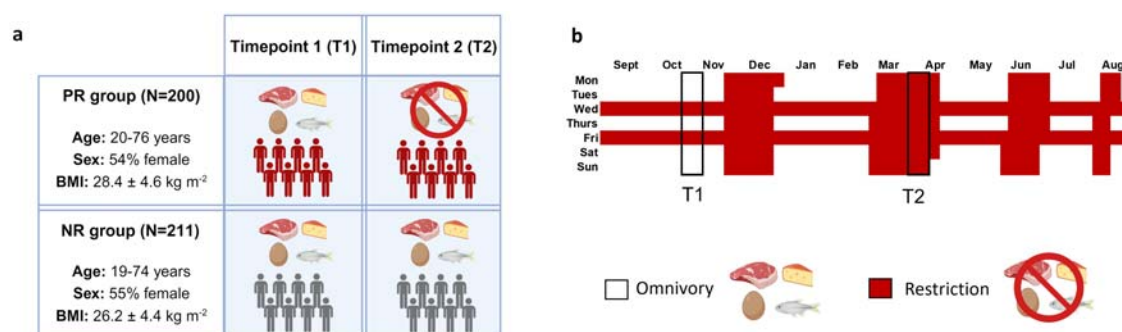 a
Timepoint 1 (T1) Timepoint 2 (T2)
PR group (N=200)
Age: 20-76 years
Sex: 54% female
BMI: 28.4 ± 4.6 kg m⁻²
NR group (N=211)
Age: 19-74 years
Sex: 55% female
BMI: 26.2 ± 4.4 kg m⁻²
b
Sept Oct Nov Dec Jan Feb Mar Apr May Jun Jul Aug
Mon
Tues
Wed
Thurs
Fri
Sat
Sun
T1 T2
Omnivory Restriction